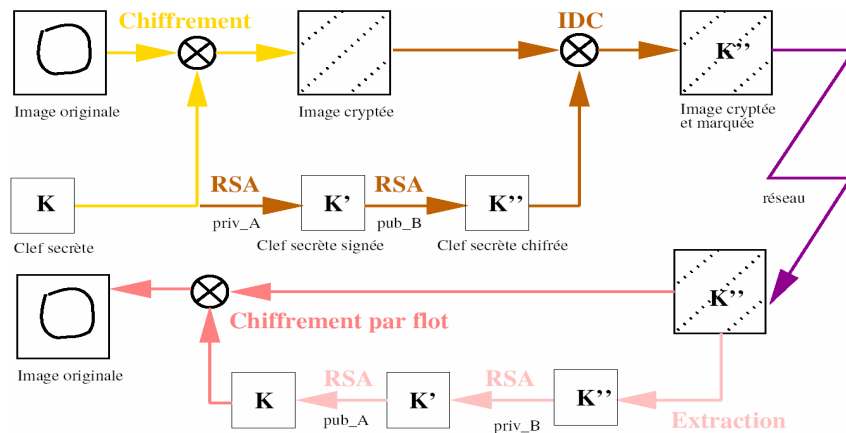 Chiffrement
IDC
K’’
Image originale
Image cryptée
Image cryptée
et marquée
RSA
RSA
K
K’
K’’
réseau
priv_A
pub_B
Clef secrète
Clef secrète signée
Clef secrète chifrée
K’’
Chiffrement par flot
Image originale
RSA
RSA
K
K’
K’’
pub_A
priv_B
Extraction